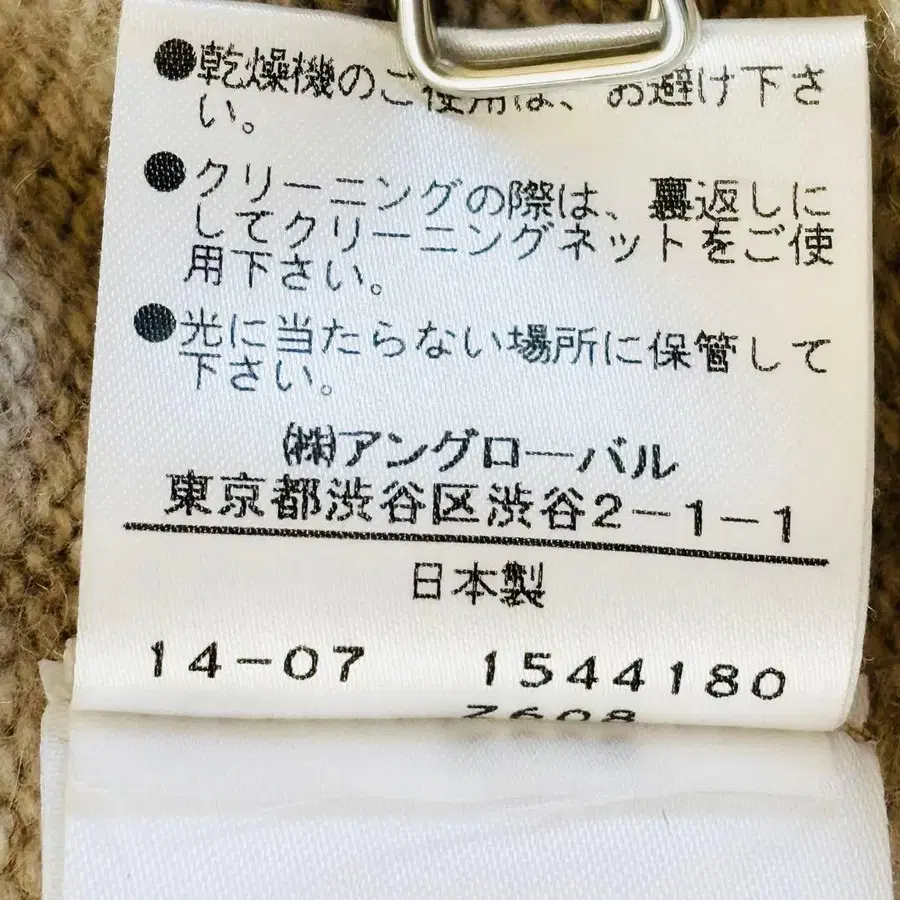 ●乾燥機のご使用は、お避け下さ
い。
●クリーニングの際は、裏返しに
してクリーニングネットをご使
用下さい。
●光に当たらない場所に保管して
下さい。
㈱アングローバル
東京都渋谷区渋谷2-1-1
日本製
14-07 1544180